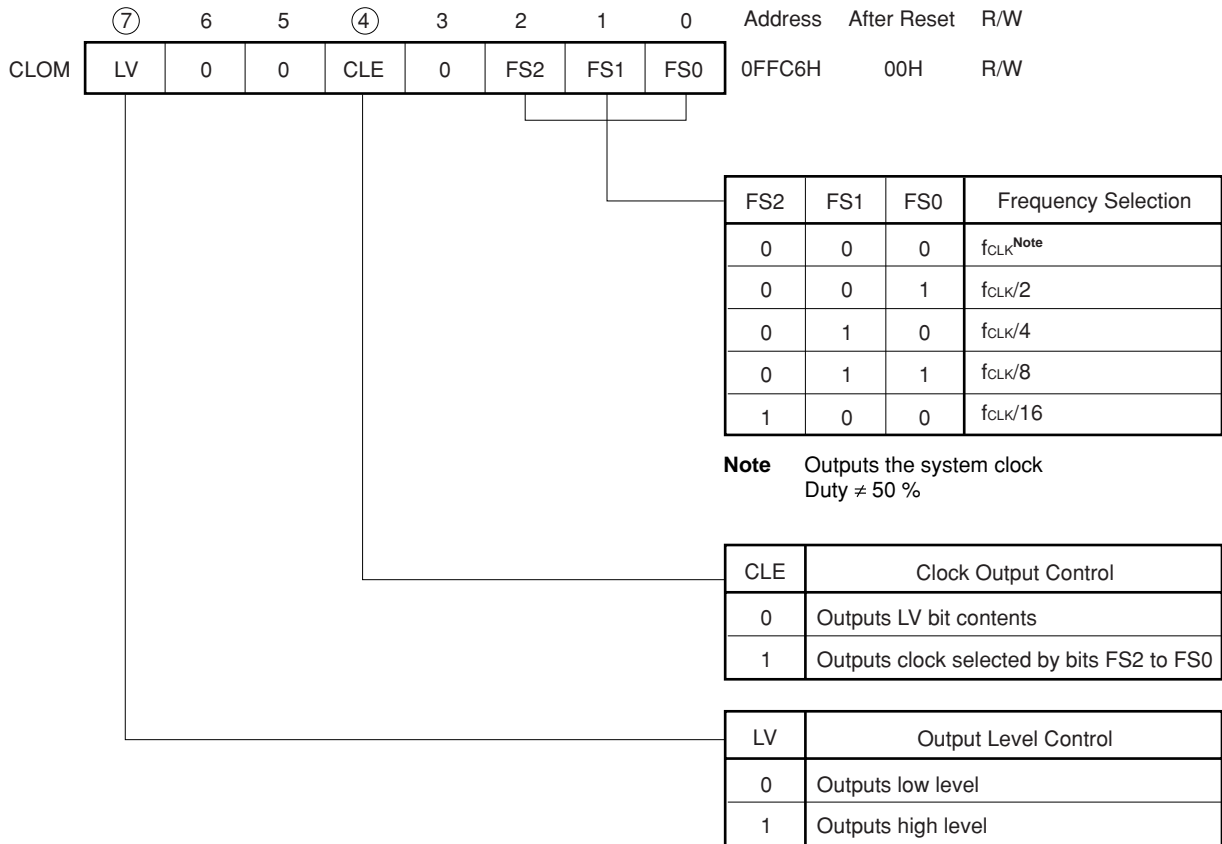 ⑦ 6 5 ④ 3 2 1 0 Address After Reset R/W
CLOM LV 0 0 CLE 0 FS2 FS1 FS0 0FFC6H 00H R/W
FS2 FS1 FS0 Frequency Selection
0 0 0 fCLKNote
0 0 1 fCLK/2
0 1 0 fCLK/4
0 1 1 fCLK/8
1 0 0 fCLK/16
Note Outputs the system clock
Duty ≠ 50 %
CLE Clock Output Control
0 Outputs LV bit contents
1 Outputs clock selected by bits FS2 to FS0
LV Output Level Control
0 Outputs low level
1 Outputs high level